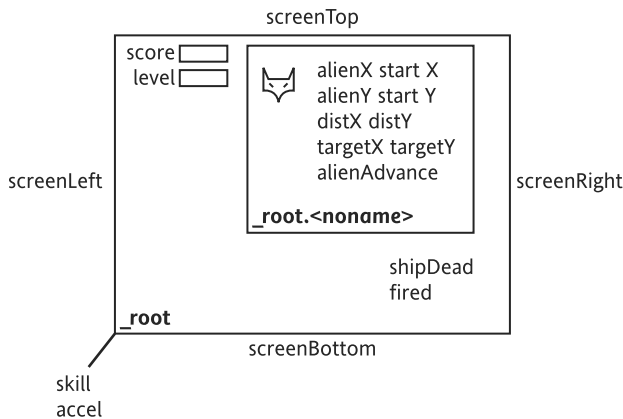 screenTop
score
level
alienX start X
alienY start Y
distX distY
targetX targetY
alienAdvance
_root.<noname>
screenLeft
screenRight
shipDead
fired
_root
screenBottom
skill
accel